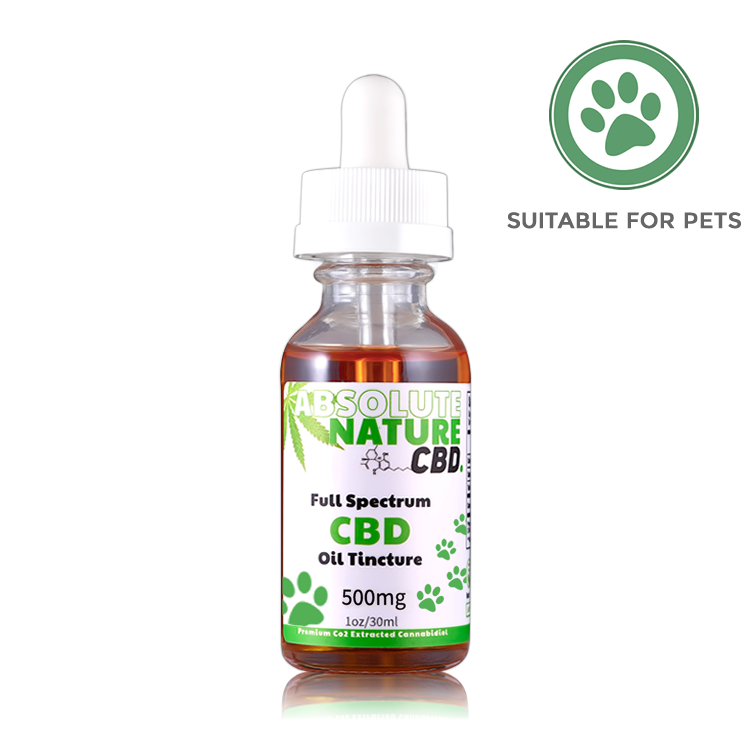 SUITABLE FOR PETS
ABSOLUTE
NATURE
CBD.
Full Spectrum
CBD
Oil Tincture
500mg
1oz/30ml
Premium Co2 Extracted Cannabidiol